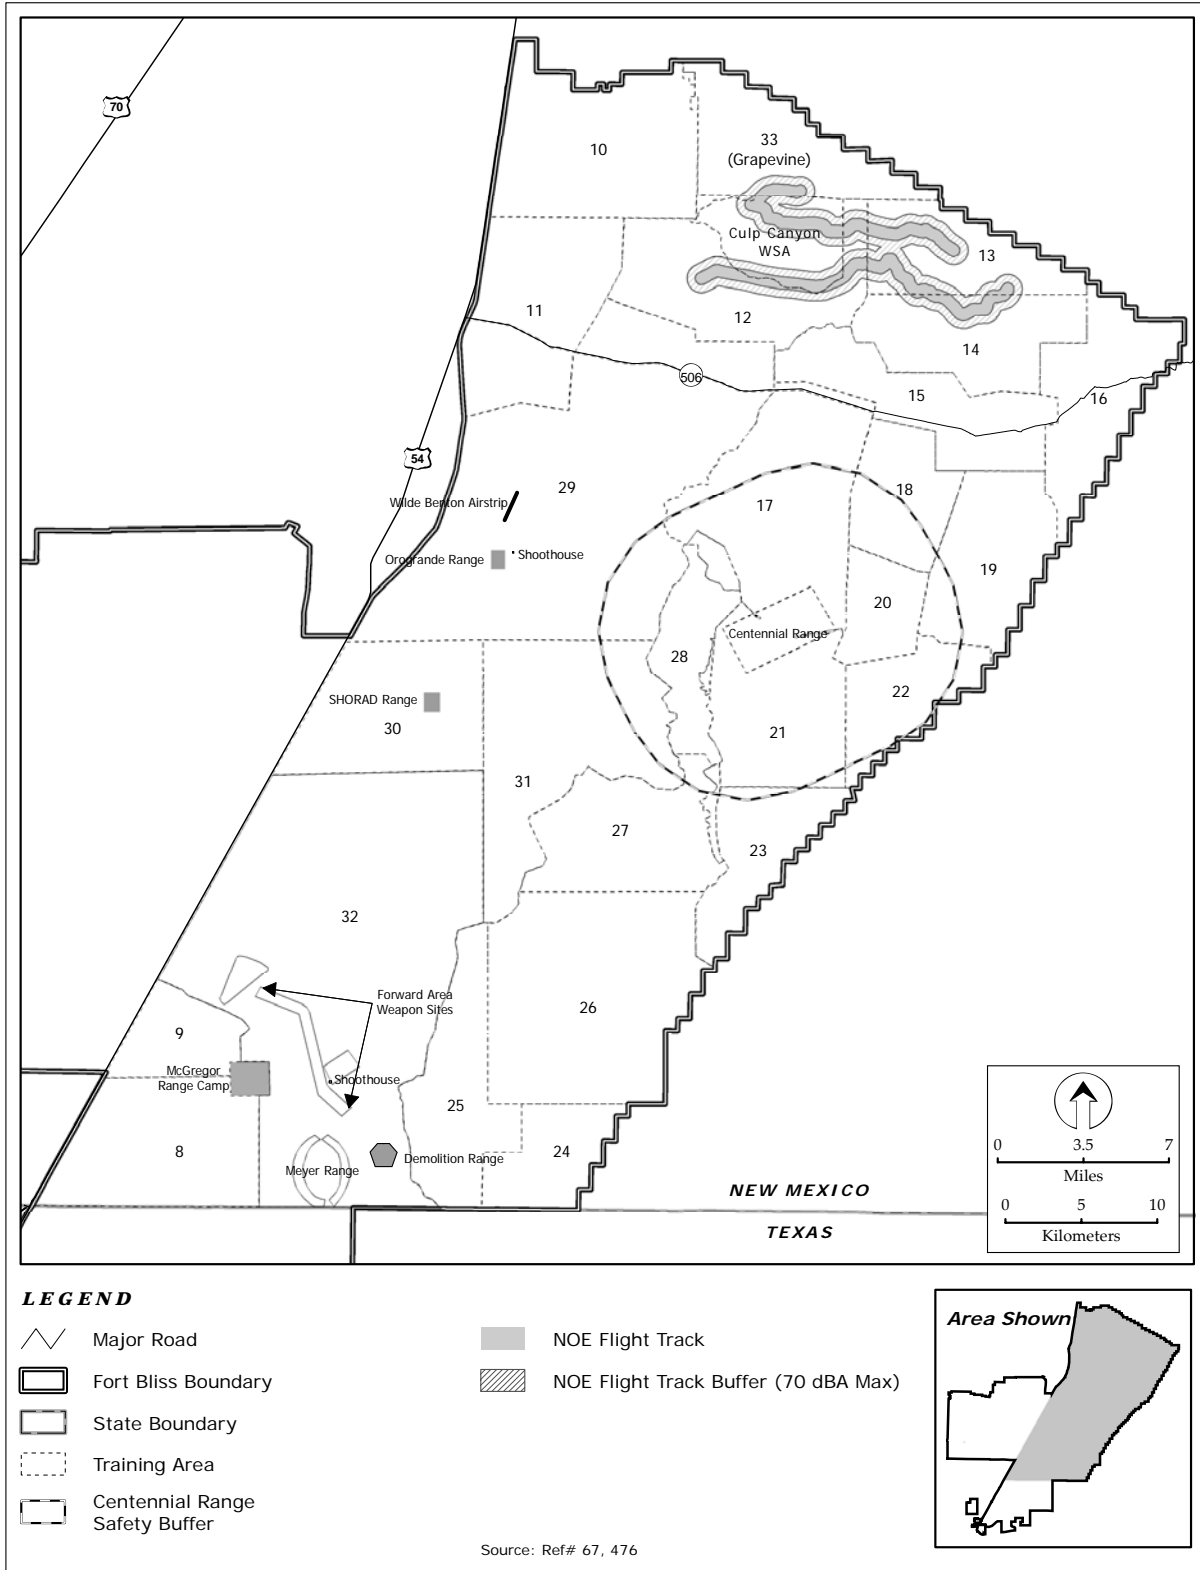 70
10
33
(Grapevine)
Culp Canyon
WSA
13
11
12
14
506
15
16
54
29
Wilde Benton Airstrip
17
18
Orogrande Range
Shoothouse
19
20
Centennial Range
28
SHORAD Range
30
22
21
31
27
23
32
Forward Area
Weapon Sites
26
9
McGregor
Range Camp
Shoothouse
25
8
Meyer Range
Demolition Range
24
NEW MEXICO
TEXAS
0 3.5 7
Miles
0 5 10
Kilometers
LEGEND
Major Road
Fort Bliss Boundary
State Boundary
Training Area
Centennial Range
Safety Buffer
NOE Flight Track
NOE Flight Track Buffer (70 dBA Max)
Area Shown
Source: Ref# 67, 476